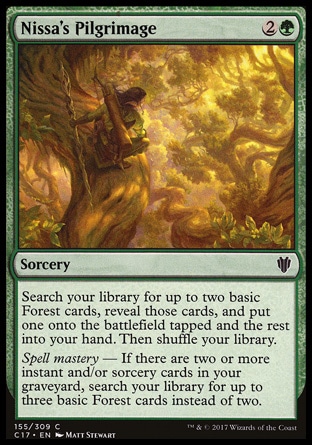 Nissa's Pilgrimage 2
Sorcery
Search your library for up to two basic
Forest cards, reveal those cards, and put
one onto the battlefield tapped and the rest
into your hand. Then shuffle your library.
Spell mastery — If there are two or more
instant and/or sorcery cards in your
graveyard, search your library for up to
three basic Forest cards instead of two.
155/309 C
C17 • EN Matt Stewart ™ & © 2017 Wizards of the Coast